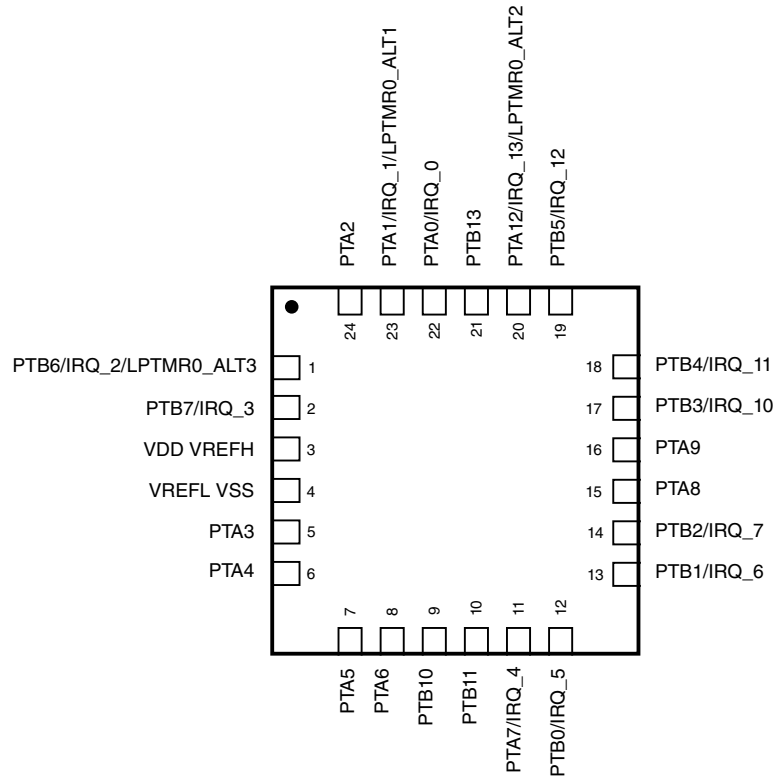 PTA2
PTA1/IRQ_1/LPTMR0_ALT1
PTA0/IRQ_0
PTB13
PTA12/IRQ_13/LPTMR0_ALT2
PTB5/IRQ_12
24
23
22
21
20
19
PTB6/IRQ_2/LPTMR0_ALT3
1
PTB7/IRQ_3
2
VDD VREFH
3
VREFL VSS
4
PTA3
5
PTA4
6
18
PTB4/IRQ_11
17
PTB3/IRQ_10
16
PTA9
15
PTA8
14
PTB2/IRQ_7
13
PTB1/IRQ_6
7
8
9
10
11
12
PTA5
PTA6
PTB10
PTB11
PTA7/IRQ_4
PTB0/IRQ_5